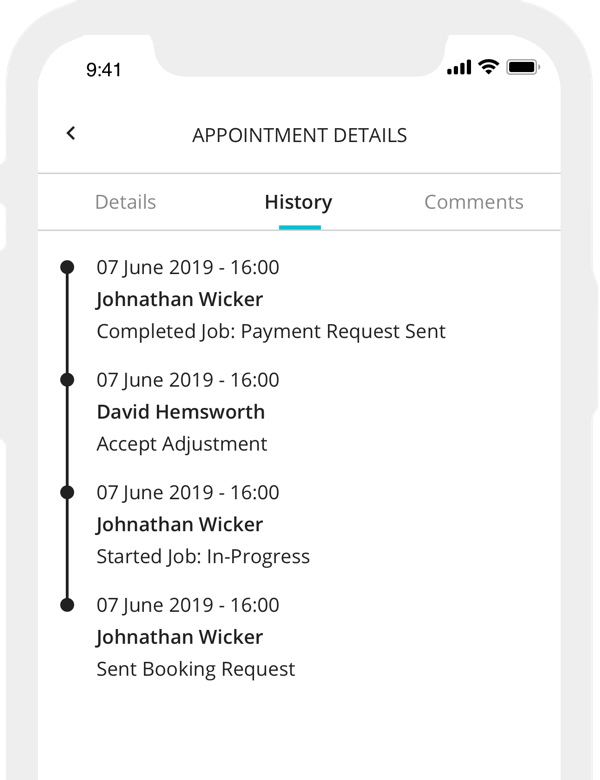 9:41
APPOINTMENT DETAILS
Details History Comments
07 June 2019 - 16:00
Johnathan Wicker
Completed Job: Payment Request Sent
07 June 2019 - 16:00
David Hemsworth
Accept Adjustment
07 June 2019 - 16:00
Johnathan Wicker
Started Job: In-Progress
07 June 2019 - 16:00
Johnathan Wicker
Sent Booking Request